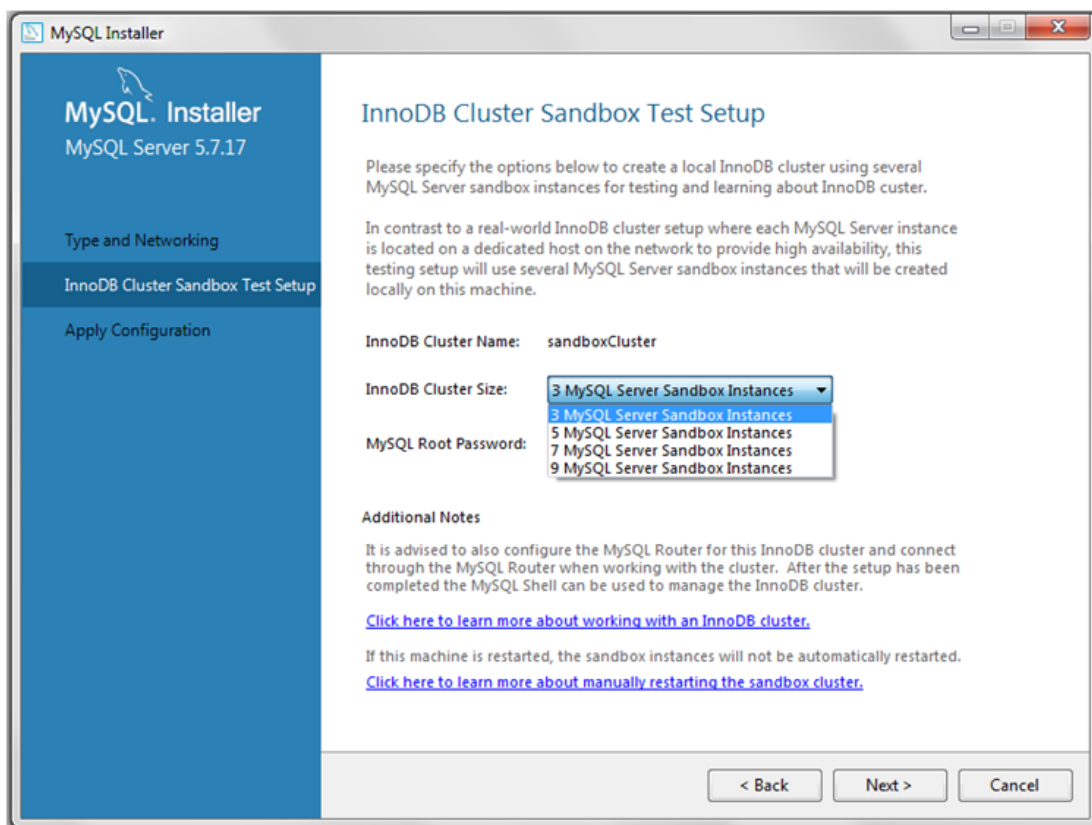 MySQL Installer
MySQL. Installer
MySQL Server 5.7.17
Type and Networking
InnoDB Cluster Sandbox Test Setup
Apply Configuration
InnoDB Cluster Sandbox Test Setup
Please specify the options below to create a local InnoDB cluster using several
MySQL Server sandbox instances for testing and learning about InnoDB custer.
In contrast to a real-world InnoDB cluster setup where each MySQL Server instance
is located on a dedicated host on the network to provide high availability, this
testing setup will use several MySQL Server sandbox instances that will be created
locally on this machine.
InnoDB Cluster Name: sandboxCluster
InnoDB Cluster Size: 3 MySQL Server Sandbox Instances
3 MySQL Server Sandbox Instances
5 MySQL Server Sandbox Instances
MySQL Root Password: 7 MySQL Server Sandbox Instances
9 MySQL Server Sandbox Instances
Additional Notes
It is advised to also configure the MySQL Router for this InnoDB cluster and connect
through the MySQL Router when working with the cluster. After the setup has been
completed the MySQL Shell can be used to manage the InnoDB cluster.
Click here to learn more about working with an InnoDB cluster.
If this machine is restarted, the sandbox instances will not be automatically restarted.
Click here to learn more about manually restarting the sandbox cluster.
< Back Next > Cancel